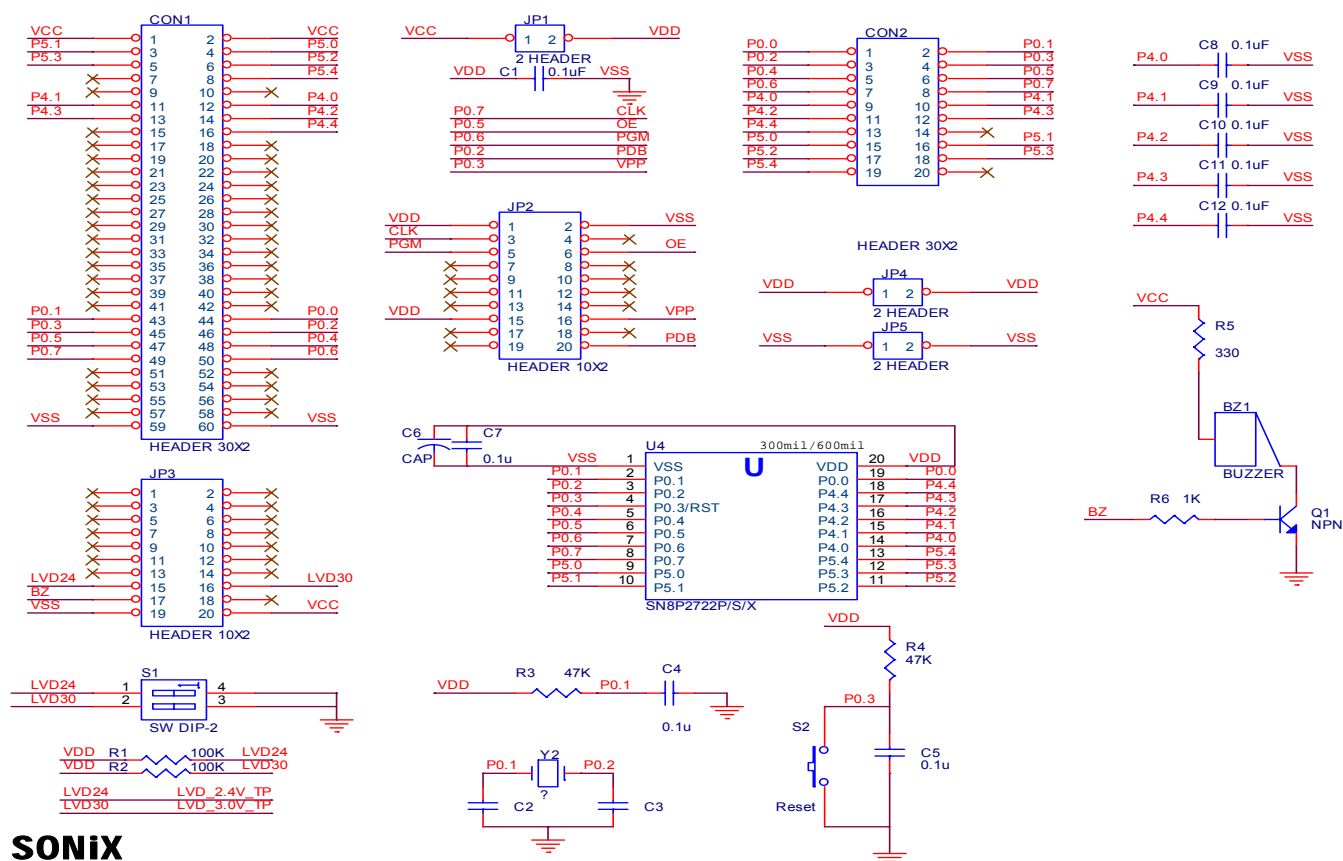 CON1
VCC 1 2 VCC
P5.1 3 4 P5.0
P5.3 5 6 P5.2
7 8 P5.4
9 10
P4.1 11 12 P4.0
P4.3 13 14 P4.2
15 16 P4.4
17 18
19 20
21 22
23 24
25 26
27 28
29 30
31 32
33 34
35 36
37 38
39 40
41 42
P0.1 43 44 P0.0
P0.3 45 46 P0.2
P0.5 47 48 P0.4
P0.7 49 50 P0.6
51 52
53 54
55 56
57 58
VSS 59 60 VSS
HEADER 30X2
JP1
VCC 1 2 VDD
2 HEADER
VDD C1 0.1uF VSS
P0.7 CLK
P0.5 OE
P0.6 PGM
P0.2 PDB
P0.3 VPP
JP2
VDD 1 2 VSS
CLK 3 4
PGM 5 6 OE
7 8
9 10
11 12
13 14
VDD 15 16 VPP
17 18
19 20 PDB
HEADER 10X2
CON2
P0.0 1 2 P0.1
P0.2 3 4 P0.3
P0.4 5 6 P0.5
P0.6 7 8 P0.7
P4.0 9 10 P4.1
P4.2 11 12 P4.3
P4.4 13 14
P5.0 15 16 P5.1
P5.2 17 18 P5.3
P5.4 19 20
HEADER 30X2
JP4
VDD 1 2 VDD
2 HEADER
JP5
VSS 1 2 VSS
2 HEADER
C8 0.1uF
P4.0 VSS
C9 0.1uF
P4.1 VSS
C10 0.1uF
P4.2 VSS
C11 0.1uF
P4.3 VSS
C12 0.1uF
P4.4 VSS
VCC
R5
330
BZ1
BUZZER
BZ R6 1K
Q1
NPN
JP3
1 2
3 4
5 6
7 8
9 10
11 12
13 14
LVD24 15 16 LVD30
BZ 17 18
VSS 19 20 VCC
HEADER 10X2
C6 C7
CAP 0.1u
U4 300mil/600mil
U
VSS 1 VSS VDD 20 VDD
P0.1 2 P0.1 P0.0 19 P0.0
P0.2 3 P0.2 P4.4 18 P4.4
P0.3 4 P0.3/RST P4.3 17 P4.3
P0.4 5 P0.4 P4.2 16 P4.2
P0.5 6 P0.5 P4.1 15 P4.1
P0.6 7 P0.6 P4.0 14 P4.0
P0.7 8 P0.7 P5.4 13 P5.4
P5.0 9 P5.0 P5.3 12 P5.3
P5.1 10 P5.1 P5.2 11 P5.2
SN8P2722P/S/X
S1
LVD24 1 4
LVD30 2 3
SW DIP-2
VDD R1 100K LVD24
VDD R2 100K LVD30
LVD24 LVD_2.4V_TP
LVD30 LVD_3.0V_TP
VDD R3 47K P0.1 C4
0.1u
P0.1 Y2 P0.2
?
C2 C3
VDD
R4
47K
P0.3
S2
C5
0.1u
Reset
SONiX